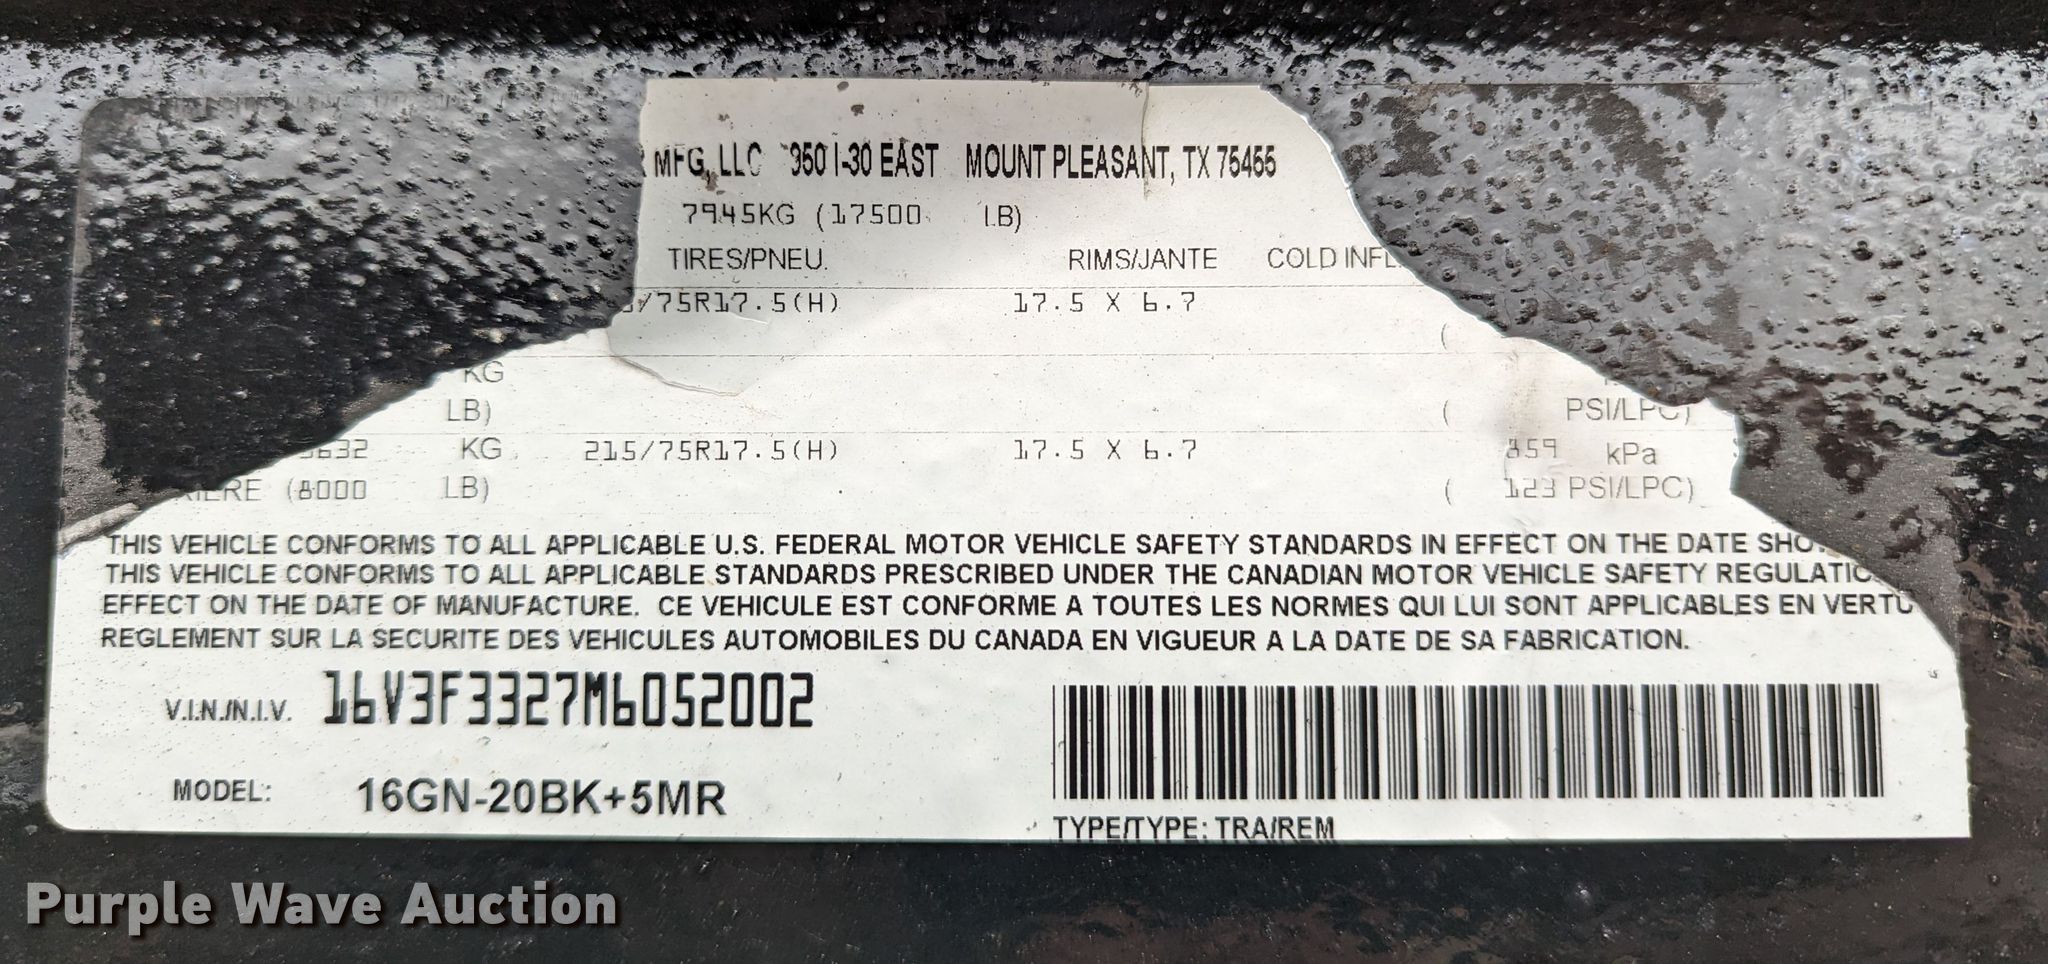 MFG, LLC 950 I-30 EAST MOUNT PLEASANT, TX 75455
7945KG (17500 LB)
TIRES/PNEU. RIMS/JANTE COLD INFL.
/75R17.5(H) 17.5 X 6.7
(
KG
LB) ( PSI/LPC)
3632 KG 215/75R17.5(H) 17.5 X 6.7 859 kPa
(8000 LB) ( 123 PSI/LPC)
THIS VEHICLE CONFORMS TO ALL APPLICABLE U.S. FEDERAL MOTOR VEHICLE SAFETY STANDARDS IN EFFECT ON THE DATE SHO
THIS VEHICLE CONFORMS TO ALL APPLICABLE STANDARDS PRESCRIBED UNDER THE CANADIAN MOTOR VEHICLE SAFETY REGULATIO
EFFECT ON THE DATE OF MANUFACTURE. CE VEHICULE EST CONFORME A TOUTES LES NORMES QUI LUI SONT APPLICABLES EN VERTU
REGLEMENT SUR LA SECURITE DES VEHICULES AUTOMOBILES DU CANADA EN VIGUEUR A LA DATE DE SA FABRICATION.
V.I.N./N.I.V. 16V3F3327M6052002
MODEL: 16GN-20BK+5MR
TYPE/TYPE: TRA/REM
Purple Wave Auction